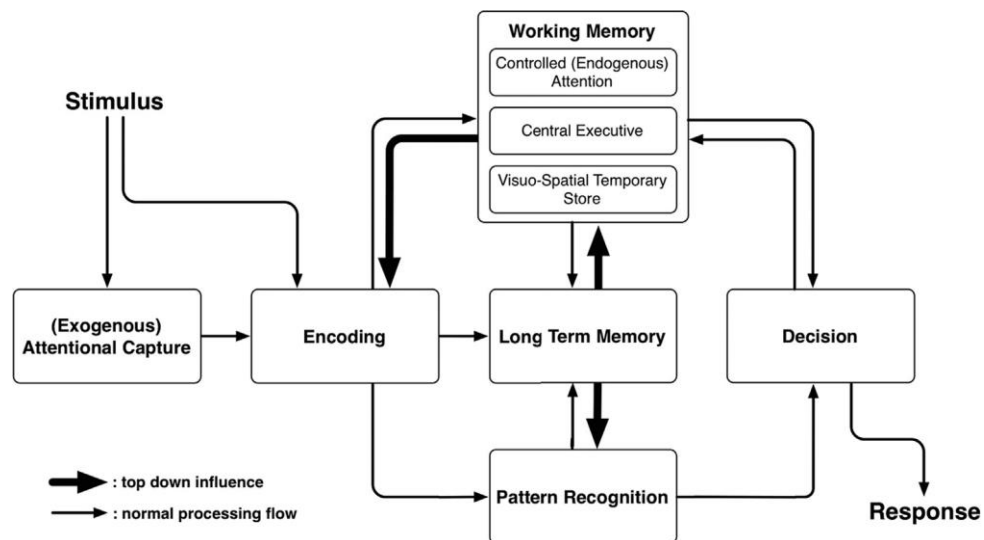 Working Memory
Controlled (Endogenous)
Attention
Central Executive
Visuo-Spatial Temporary
Store
Stimulus
(Exogenous)
Attentional Capture
Encoding
Long Term Memory
Decision
Pattern Recognition
Response
: top down influence
: normal processing flow